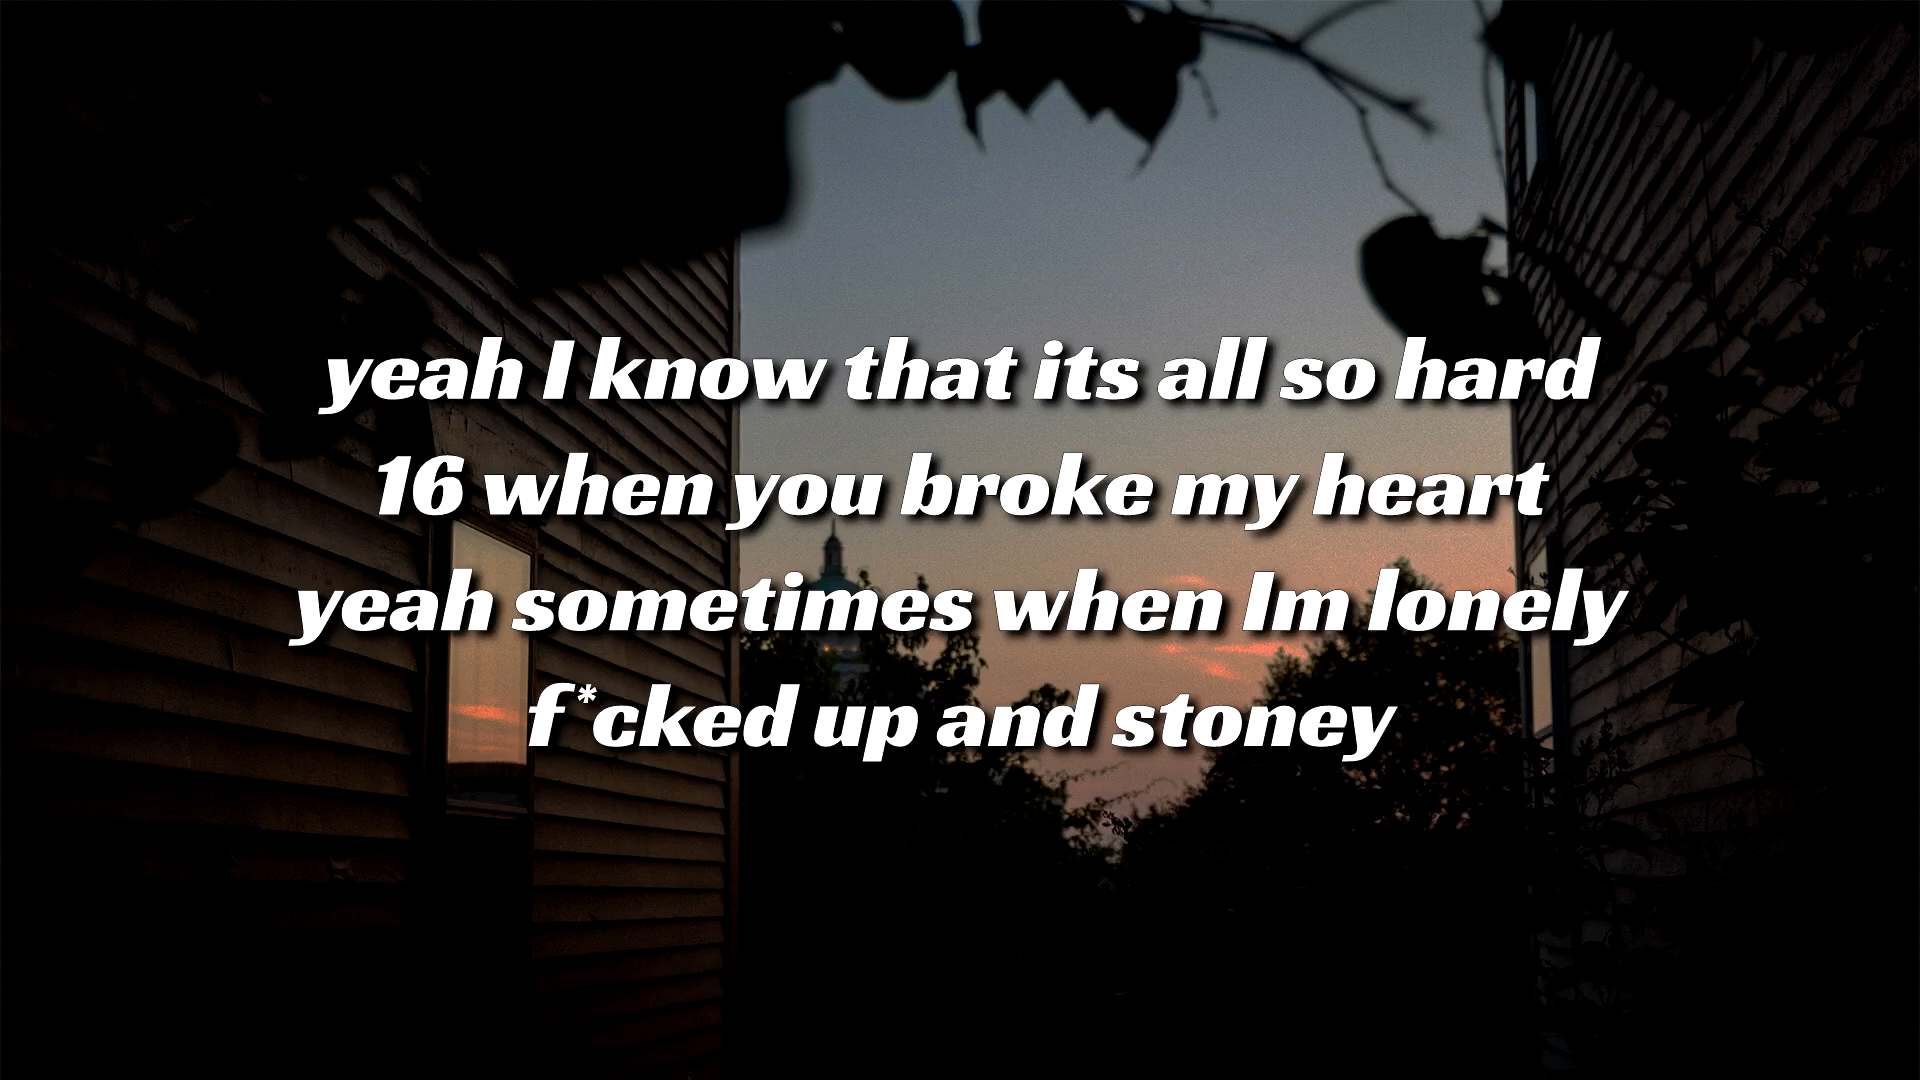 yeah I know that its all so hard
16 when you broke my heart
yeah sometimes when Im lonely
f*cked up and stoney